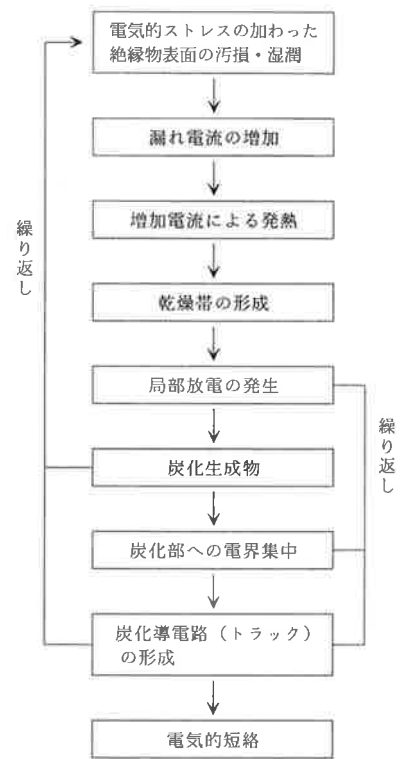 電気的ストレスの加わった
絶縁物表面の汚損・湿潤
漏れ電流の増加
増加電流による発熱
乾燥帯の形成
局部放電の発生
炭化生成物
炭化部への電界集中
炭化導電路（トラック）
の形成
電気的短絡
繰り返し
繰り返し